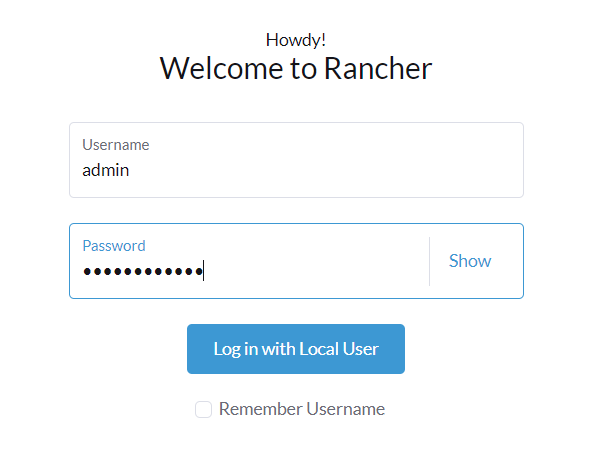 Howdy!
Welcome to Rancher
Username
admin
Password
••••••••••••
Show
Log in with Local User
Remember Username